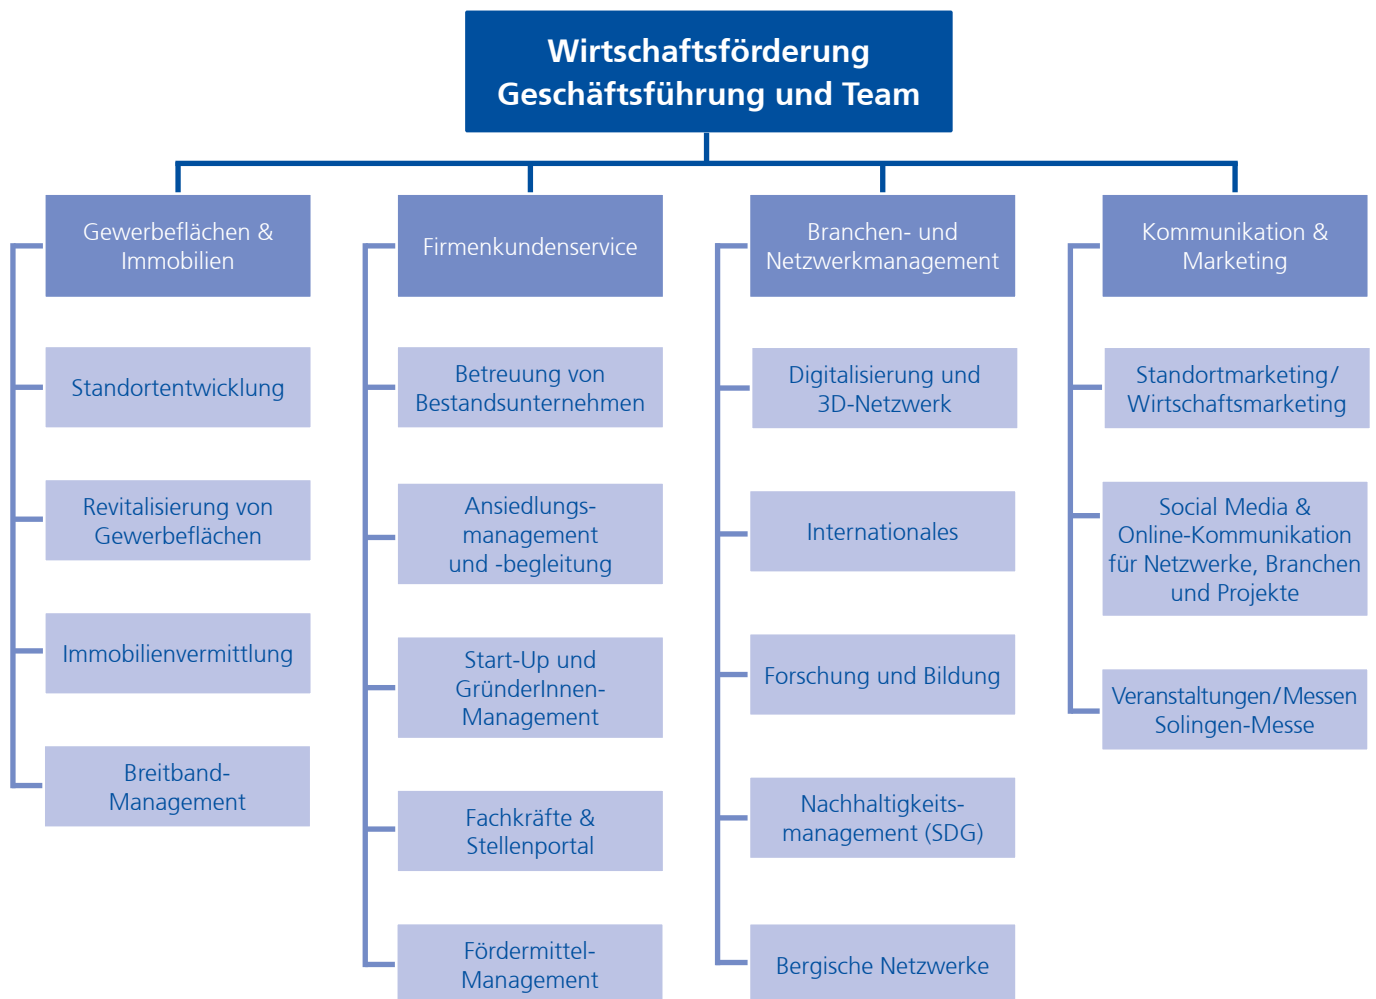 Wirtschaftsförderung
Geschäftsführung und Team
Gewerbeflächen &
Immobilien
Standortentwicklung
Revitalisierung von
Gewerbeflächen
Immobilienvermittlung
Breitband-
Management
Firmenkundenservice
Betreuung von
Bestandsunternehmen
Ansiedlungs-
management
und -begleitung
Start-Up und
GründerInnen-
Management
Fachkräfte &
Stellenportal
Fördermittel-
Management
Branchen- und
Netzwerkmanagement
Digitalisierung und
3D-Netzwerk
Internationales
Forschung und Bildung
Nachhaltigkeits-
management (SDG)
Bergische Netzwerke
Kommunikation &
Marketing
Standortmarketing/
Wirtschaftsmarketing
Social Media &
Online-Kommunikation
für Netzwerke, Branchen
und Projekte
Veranstaltungen/Messen
Solingen-Messe